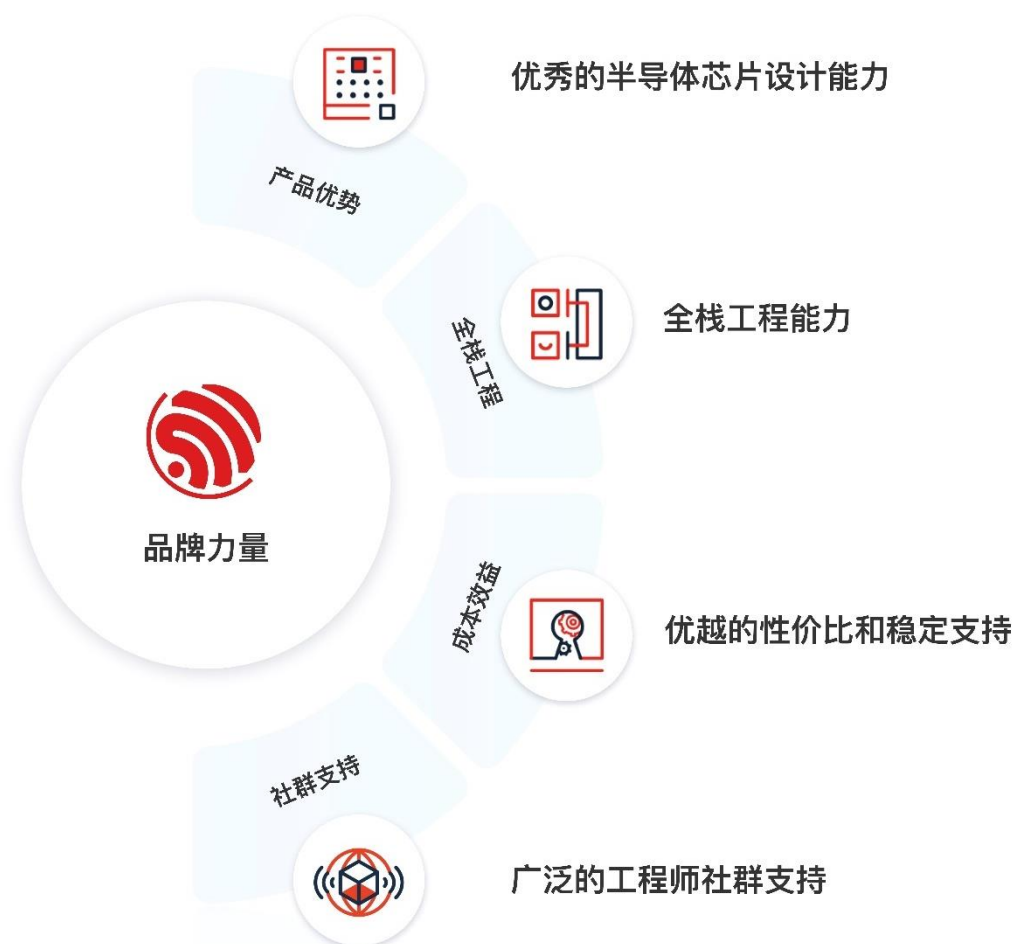 优秀的半导体芯片设计能力
产品优势
全栈工程能力
全栈工程
品牌力量
成本效益
优越的性价比和稳定支持
社群支持
广泛的工程师社群支持